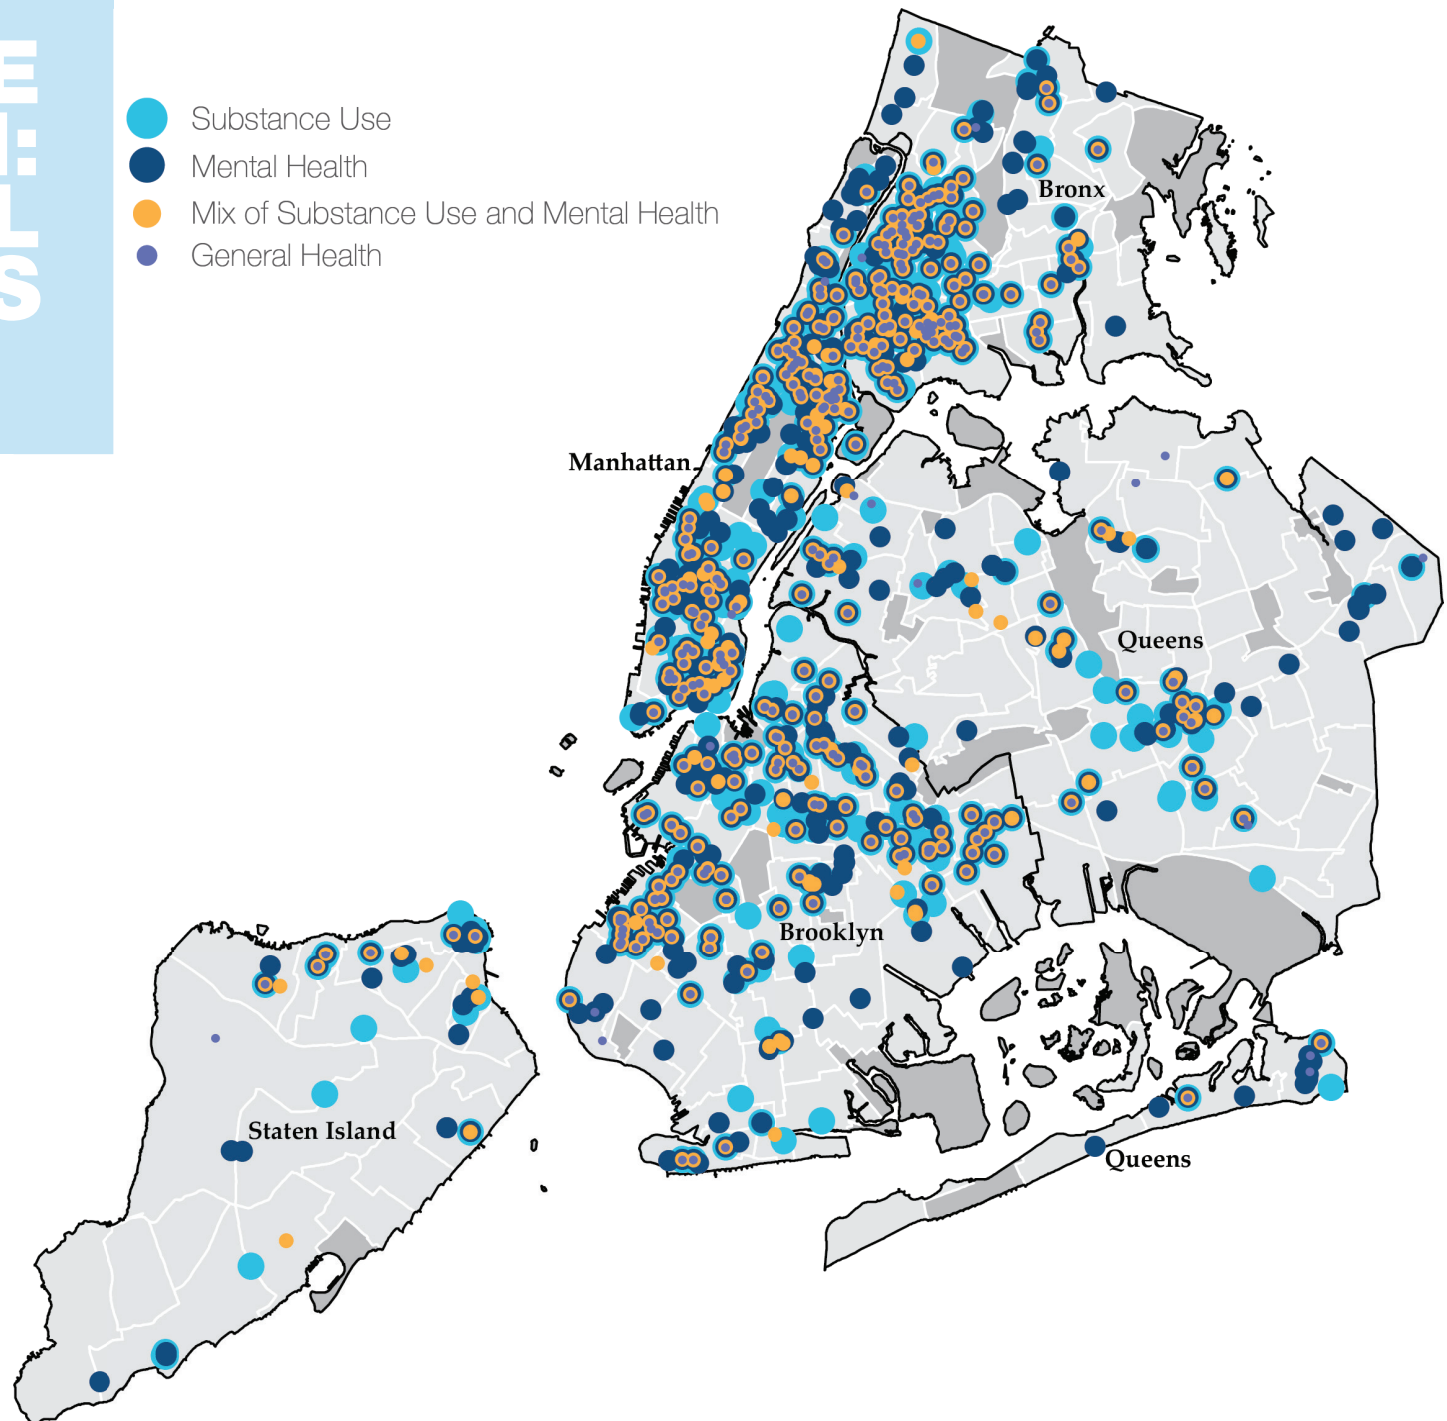 Substance Use
Mental Health
Mix of Substance Use and Mental Health
General Health
Bronx
Manhattan
Queens
Brooklyn
Staten Island
Queens